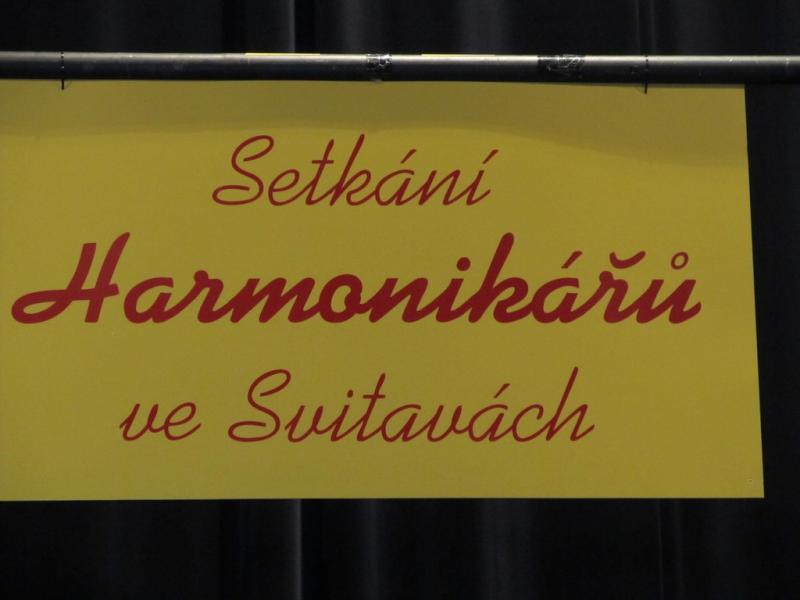 Setkání
Harmonikářů
ve Svitavách